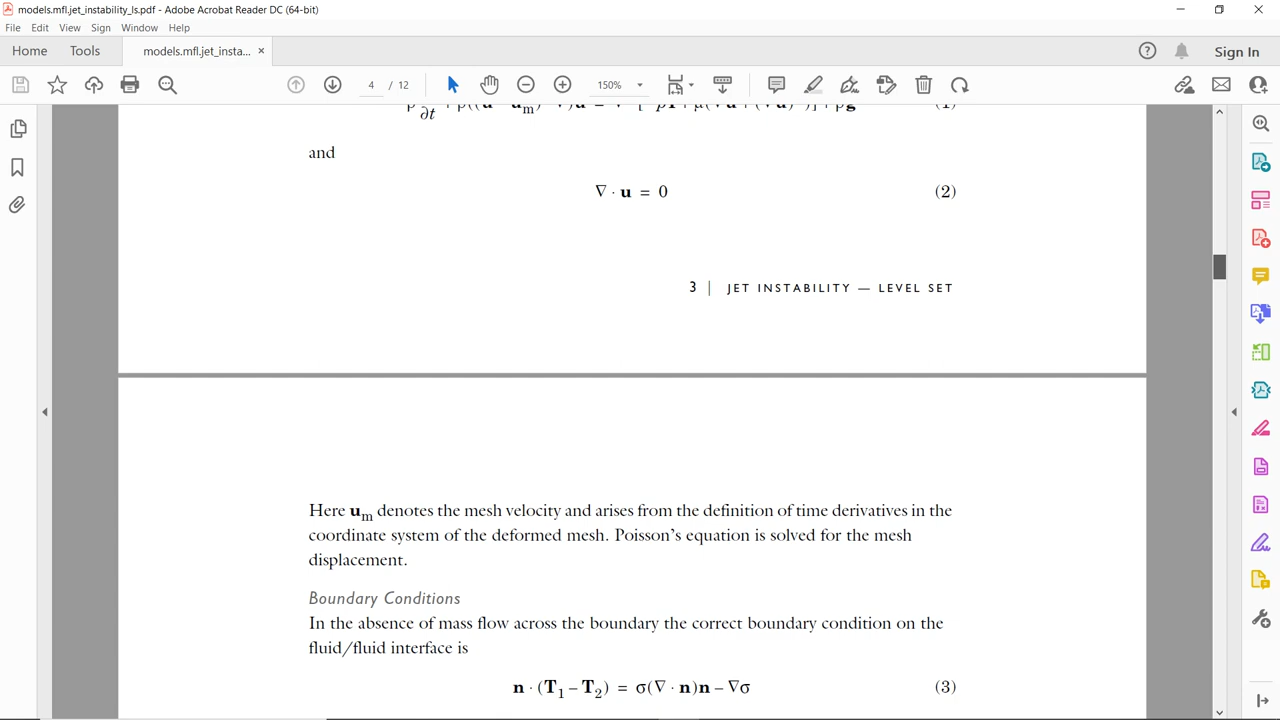 models.mfl.jet_instability_ls.pdf - Adobe Acrobat Reader DC (64-bit)
File Edit View Sign Window Help
Home Tools models.mfl.jet_insta... × Sign In
4 / 12 150%
∂t + ρ((u − u_m) · ∇)u = ∇ · [−pI + μ(∇u + (∇u)] + ρg (1)
and
∇ · u = 0 (2)
3 | JET INSTABILITY — LEVEL SET
Here u_m denotes the mesh velocity and arises from the definition of time derivatives in the
coordinate system of the deformed mesh. Poisson’s equation is solved for the mesh
displacement.
Boundary Conditions
In the absence of mass flow across the boundary the correct boundary condition on the
fluid/fluid interface is
n · (T_1 – T_2) = σ(∇ · n)n – ∇σ (3)